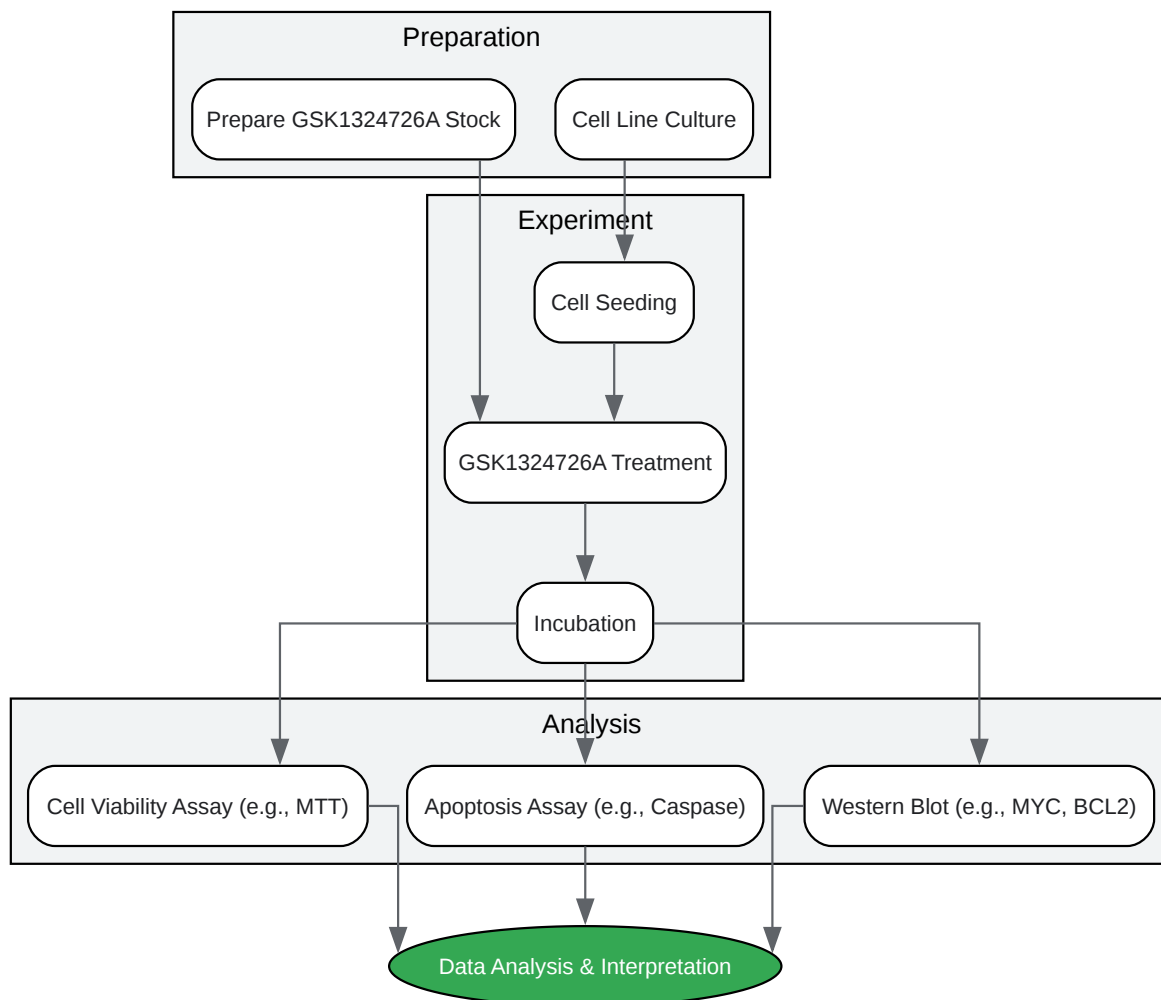 Preparation
Prepare GSK1324726A Stock
Cell Line Culture
Experiment
Cell Seeding
GSK1324726A Treatment
Incubation
Analysis
Cell Viability Assay (e.g., MTT)
Apoptosis Assay (e.g., Caspase)
Western Blot (e.g., MYC, BCL2)
Data Analysis & Interpretation